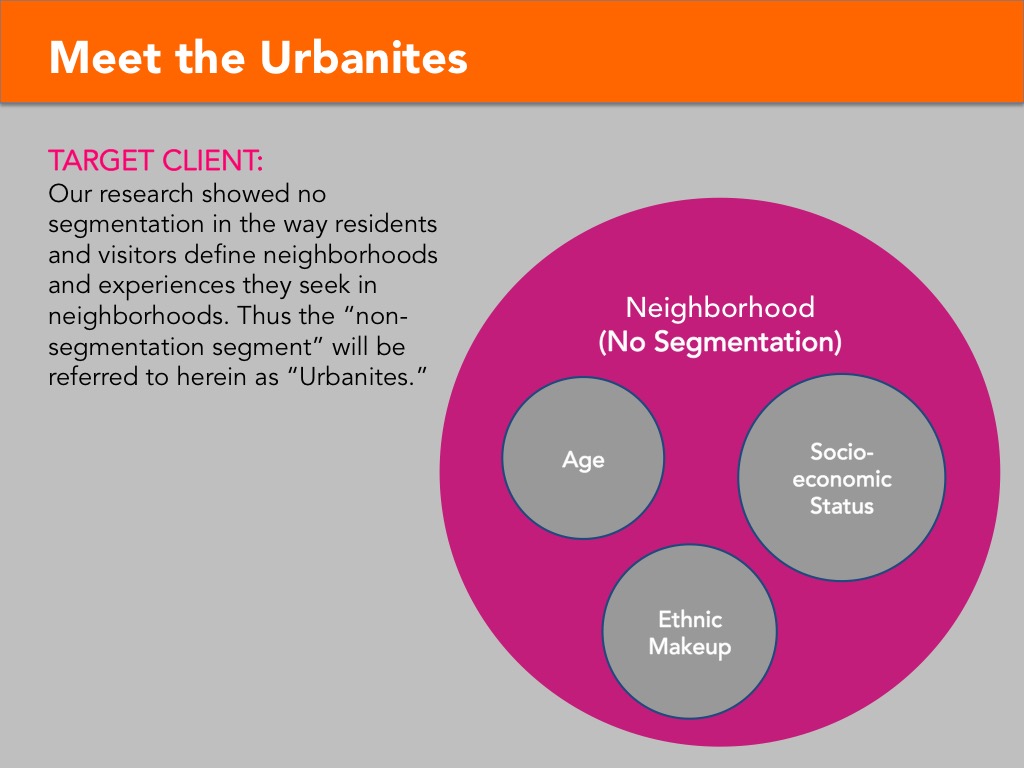 Meet the Urbanites
TARGET CLIENT:
Our research showed no
segmentation in the way residents
and visitors define neighborhoods
and experiences they seek in
neighborhoods. Thus the “non-
segmentation segment” will be
referred to herein as “Urbanites.”
Neighborhood
(No Segmentation)
Age
Socio-
economic
Status
Ethnic
Makeup